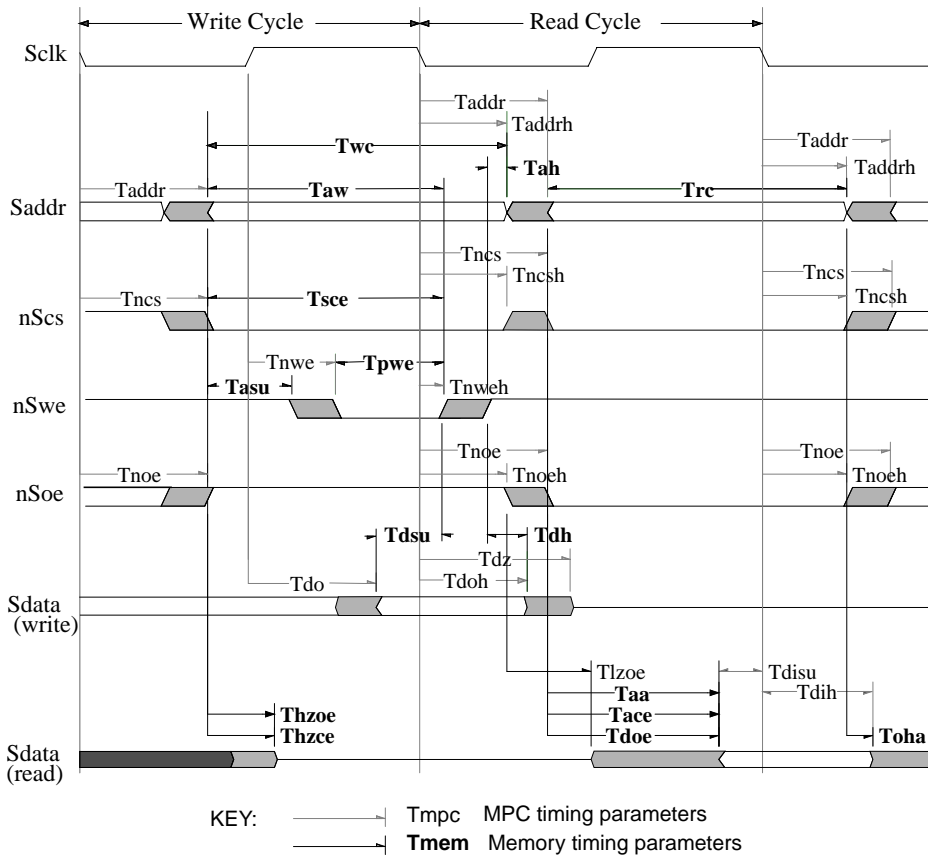 Write Cycle Read Cycle
Sclk
Taddr
Taddrh
Twc
Taddr
Tah
Taddrh
Taddr Taw Trc
Saddr
Tncs
Tncsh
Tncs
Tncs Tsce Tncsh
nScs
Tnwe Tpwe
Tasu Tnweh
nSwe
Tnoe Tnoe
Tnoe Tnoeh Tnoeh
nSoe
Tdsu Tdh
Tdz
Tdo Tdoh
Sdata
(write)
Tlzoe Tdisu
Taa Tdih
Thzoe Tace
Thzce Tdoe Toha
Sdata
(read)
KEY: Tmpc MPC timing parameters
Tmem Memory timing parameters